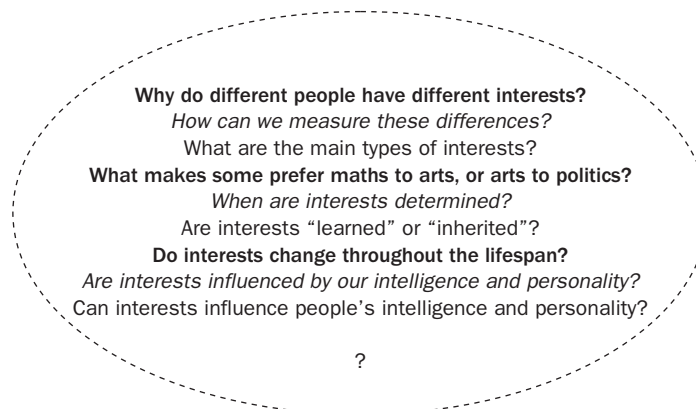 Why do different people have different interests?
How can we measure these differences?
What are the main types of interests?
What makes some prefer maths to arts, or arts to politics?
When are interests determined?
Are interests “learned” or “inherited”?
Do interests change throughout the lifespan?
Are interests influenced by our intelligence and personality?
Can interests influence people’s intelligence and personality?
?